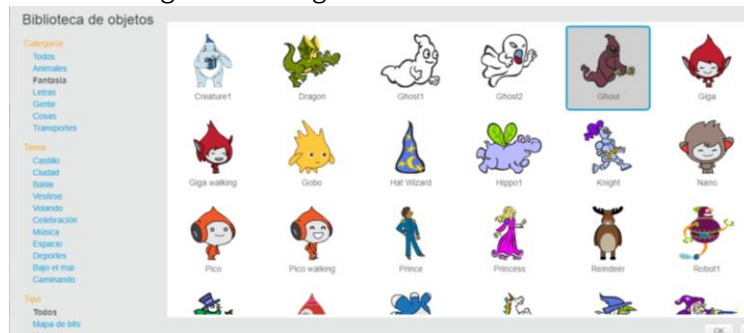 Biblioteca de objetos
Categoría
Todos
Animales
Fantasía
Letras
Gente
Cosas
Transportes
Tema
Castillo
Ciudad
Bailar
Vestirse
Volando
Celebración
Música
Espacio
Deportes
Bajo el mar
Caminando
Tipo
Todos
Mapa de bits
Creature1 Dragon Ghost1 Ghost2 Ghoul Giga
Giga walking Gobo Hat Wizard Hippo1 Knight Nano
Pico Pico walking Prince Princess Reindeer Robot1
OK